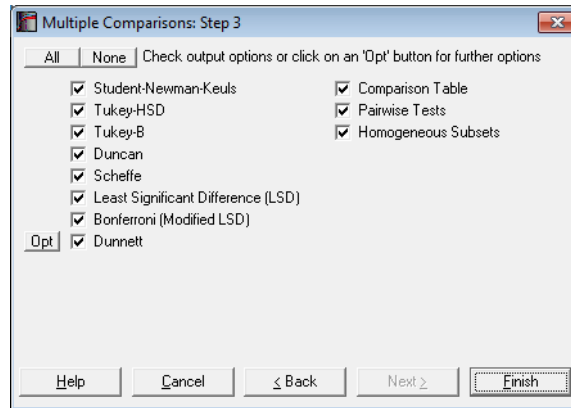 Multiple Comparisons: Step 3
All None Check output options or click on an 'Opt' button for further options
Student-Newman-Keuls
Tukey-HSD
Tukey-B
Duncan
Scheffe
Least Significant Difference (LSD)
Bonferroni (Modified LSD)
Opt Dunnett
Comparison Table
Pairwise Tests
Homogeneous Subsets
Help Cancel < Back Next > Finish